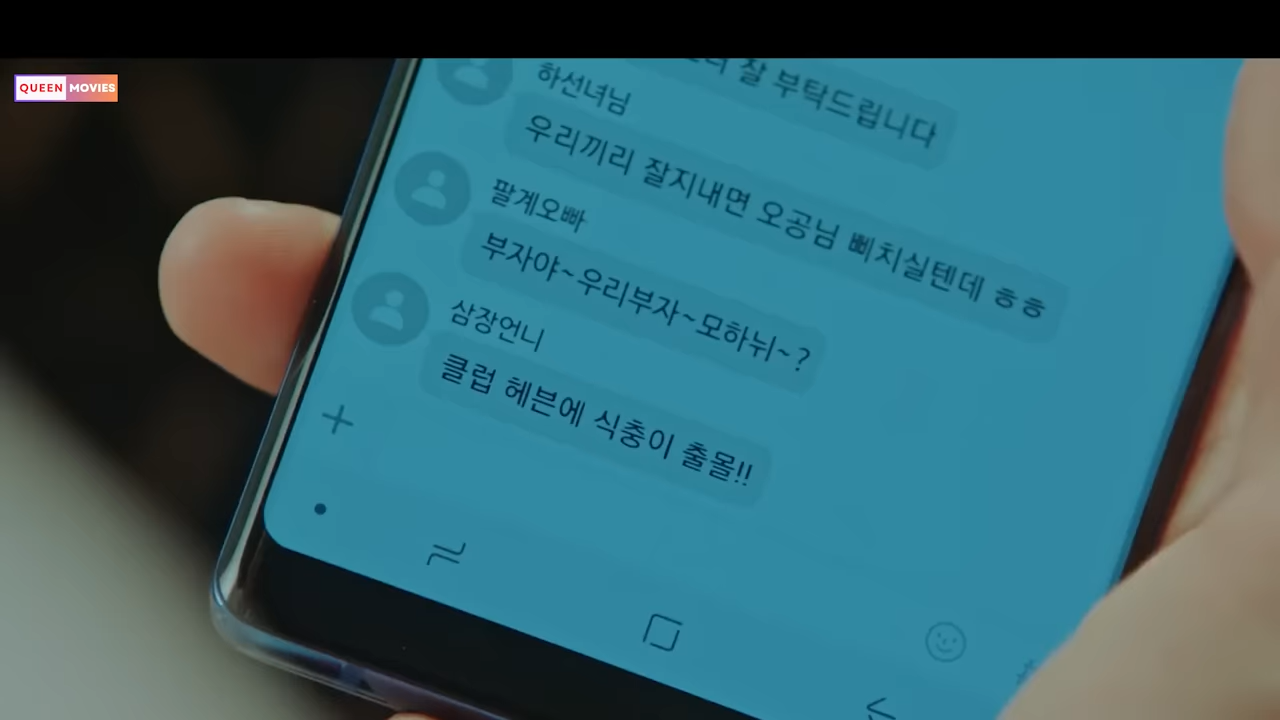 QUEEN MOVIES
잘 부탁드립니다
하선녀님
우리끼리 잘지내면 오공님 삐치실텐데 ㅎㅎ
팔계오빠
부자야~우리부자~모하뉘~?
삼장언니
클럽 헤븐에 식충이 출몰!!